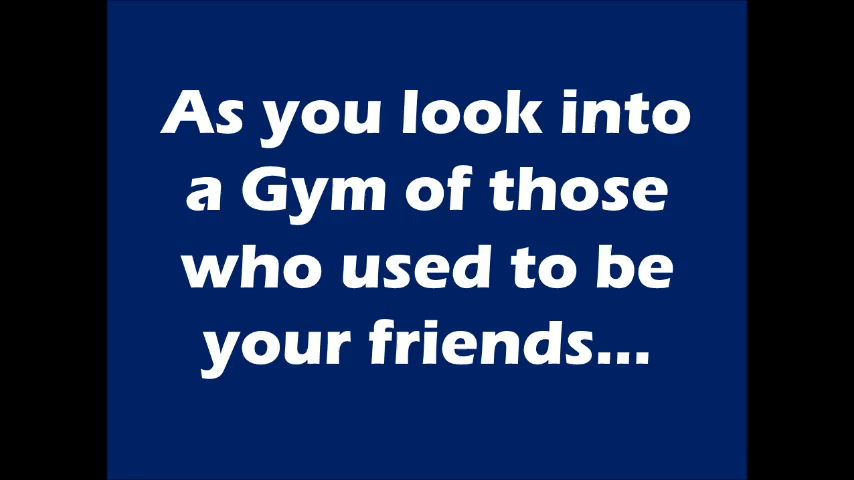 As you look into
a Gym of those
who used to be
your friends...